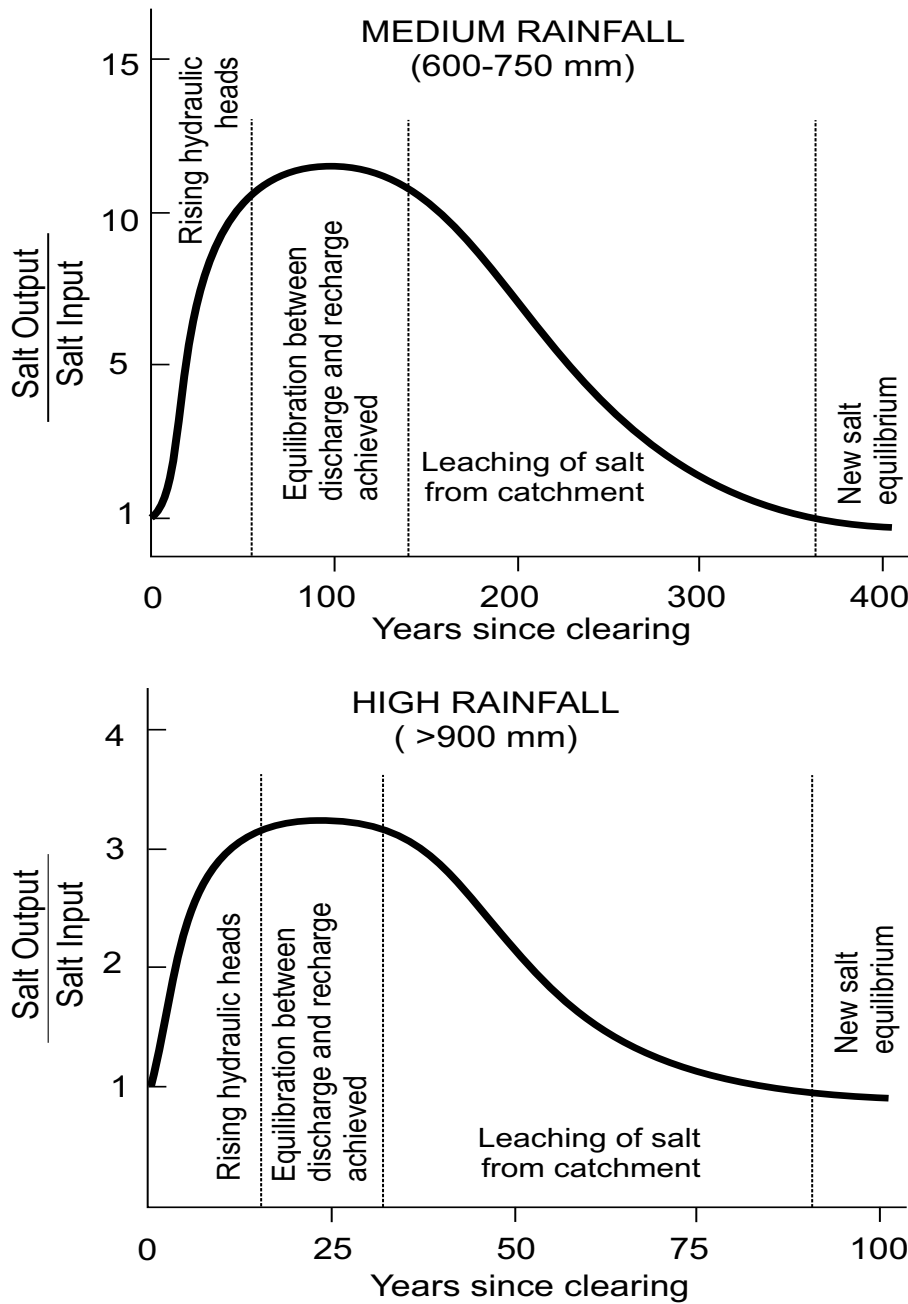 MEDIUM RAINFALL
(600-750 mm)
15
10
5
1
Salt Output
Salt Input
Rising hydraulic
heads
Equilibration between
discharge and recharge
achieved
Leaching of salt
from catchment
New salt
equilibrium
0
100
200
300
400
Years since clearing
HIGH RAINFALL
( >900 mm)
4
3
2
1
Salt Output
Salt Input
Rising hydraulic heads
Equilibration between
discharge and recharge
achieved
Leaching of salt
from catchment
New salt
equilibrium
0
25
50
75
100
Years since clearing